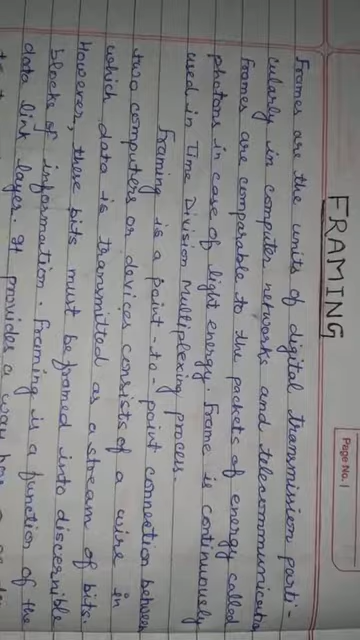 Page No. 1
FRAMING
Frames are the units of digital transmission parti-
cularly in computer networks and telecommunication
Frames are comparable to the packets of energy called
photons in case of light energy. Frame is continuously
used in Time Division Multiplexing process.
Framing is a point-to-point connection between
two computers or devices consists of a wire in
which data is transmitted as a stream of bits.
However, these bits must be framed into discernible
blocks of information. Framing is a function of the
data link layer. It provides a way